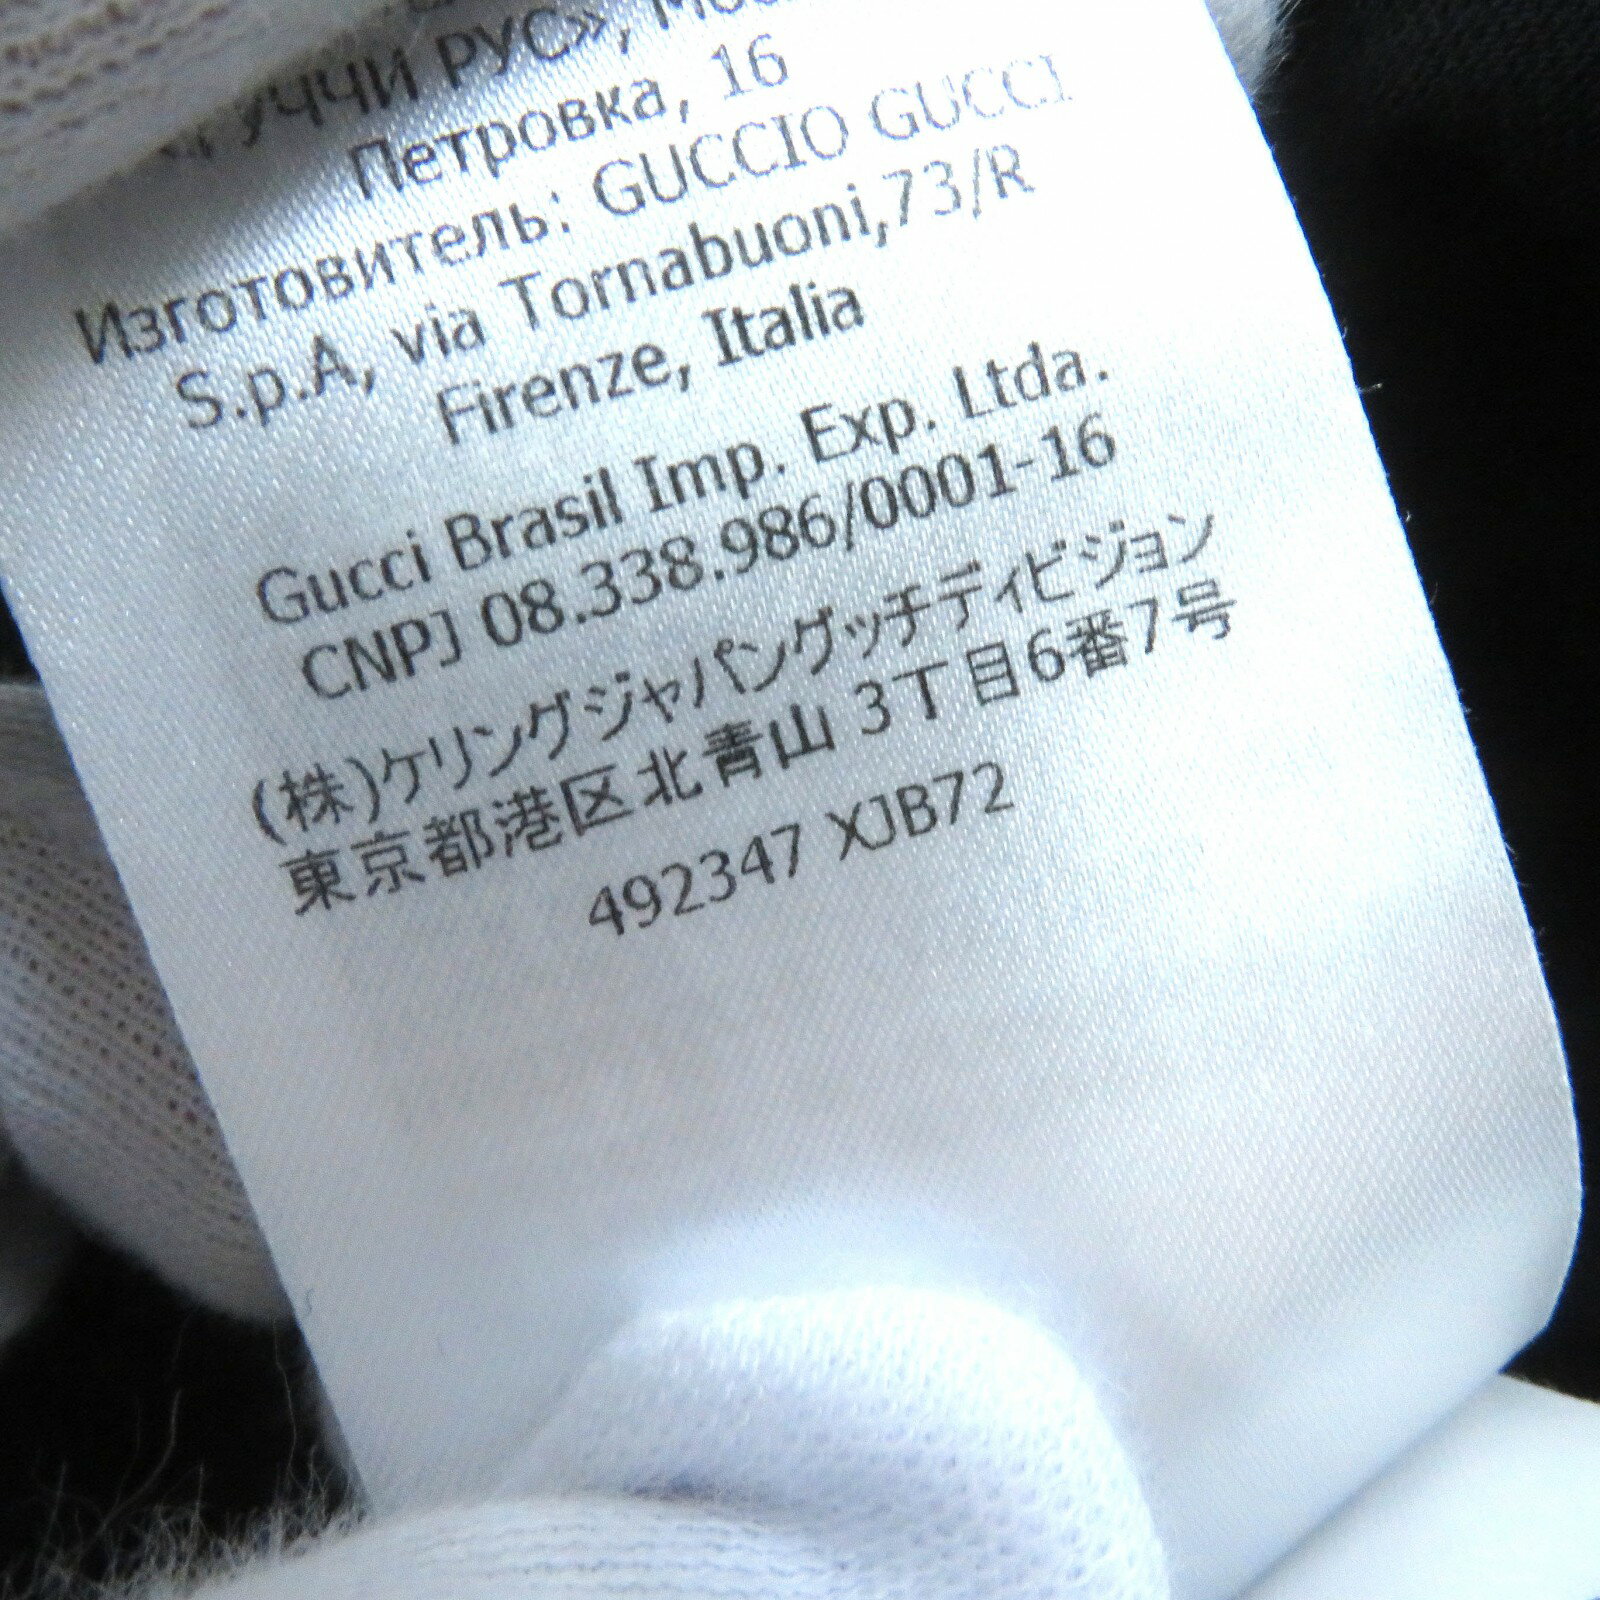 «ГУЧЧИ РУС»,
Петровка, 16
Изготовитель: GUCCIO GUCCI
S.p.A, via Tornabuoni,73/R
Firenze, Italia
Gucci Brasil Imp. Exp. Ltda.
CNPJ 08.338.986/0001-16
(株)ケリングジャパングッチディビジョン
東京都港区北青山 3丁目6番7号
492347 XJB72